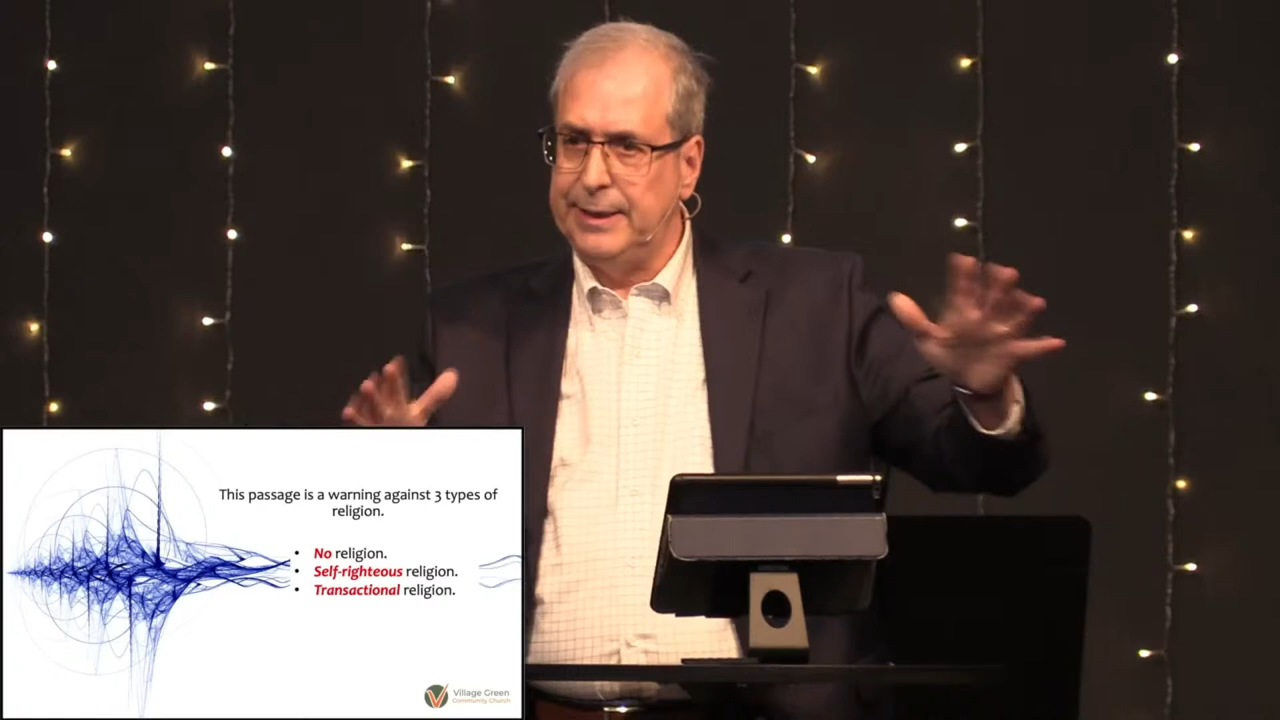 This passage is a warning against 3 types of
religion.
• No religion.
• Self-righteous religion.
• Transactional religion.
Village Green
Community Church